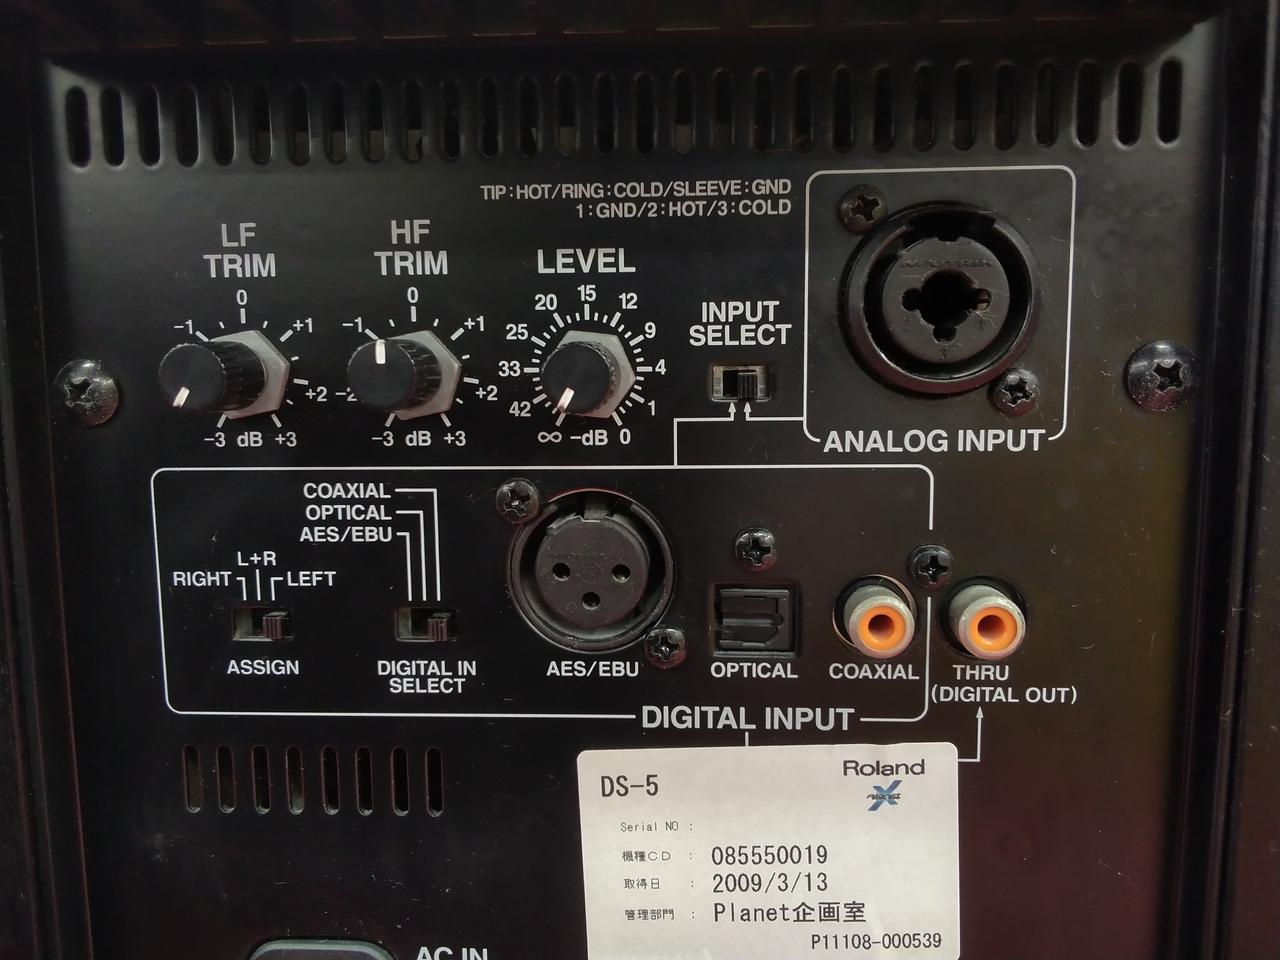 TIP:HOT/RING:COLD/SLEEVE:GND
1:GND/2:HOT/3:COLD
LF
TRIM
0
-1
+1
+2
-3 dB +3
HF
TRIM
0
-1
+1
-2
+2
-3 dB +3
LEVEL
15
20
12
25
9
33
4
42
1
∞ -dB 0
INPUT
SELECT
NEUTRIK
2
1
3
ANALOG INPUT
COAXIAL
OPTICAL
AES/EBU
L+R
RIGHT
LEFT
ASSIGN
DIGITAL IN
SELECT
AES/EBU
OPTICAL
COAXIAL
THRU
(DIGITAL OUT)
DIGITAL INPUT
DS-5
Roland
X
Serial NO :
機種CD : 085550019
取得日 : 2009/3/13
管理部門 : Planet企画室
P11108-000539
AC IN